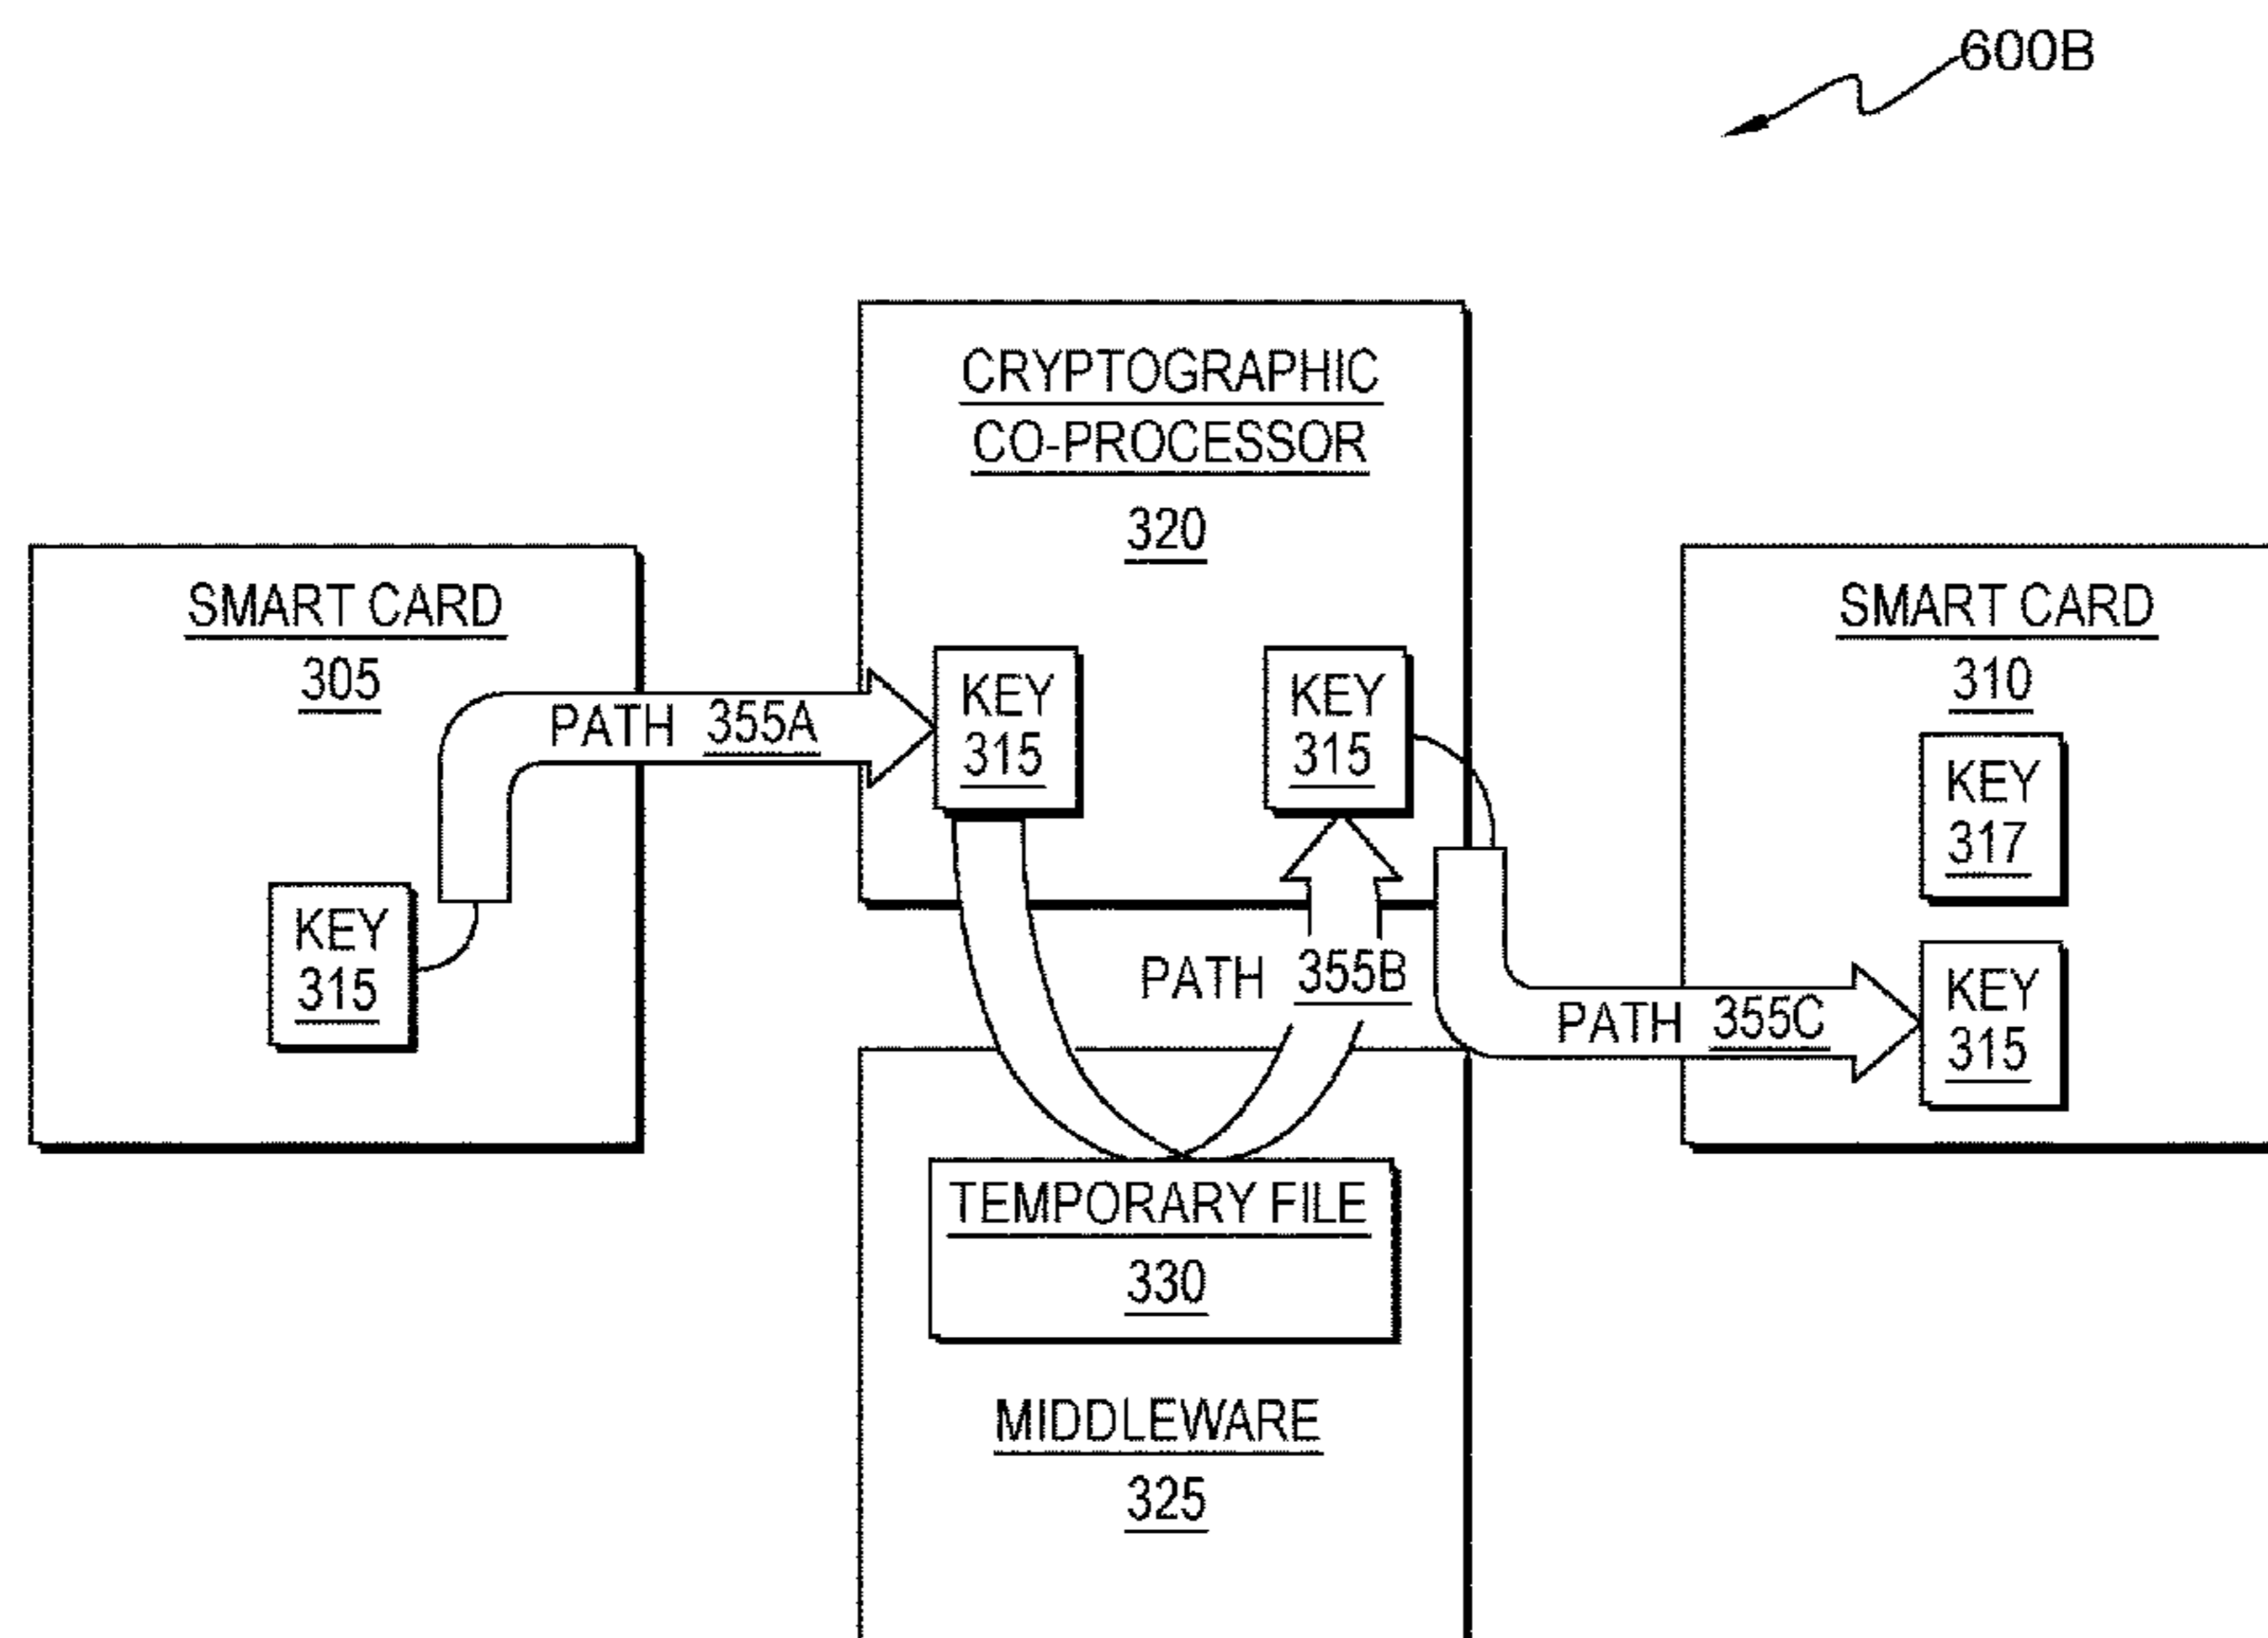 600B
CRYPTOGRAPHIC
CO-PROCESSOR
320
SMART CARD
305
SMART CARD
310
PATH 355A
KEY
315
KEY
315
KEY
317
KEY
315
PATH 355B
PATH 355C
KEY
315
TEMPORARY FILE
330
MIDDLEWARE
325